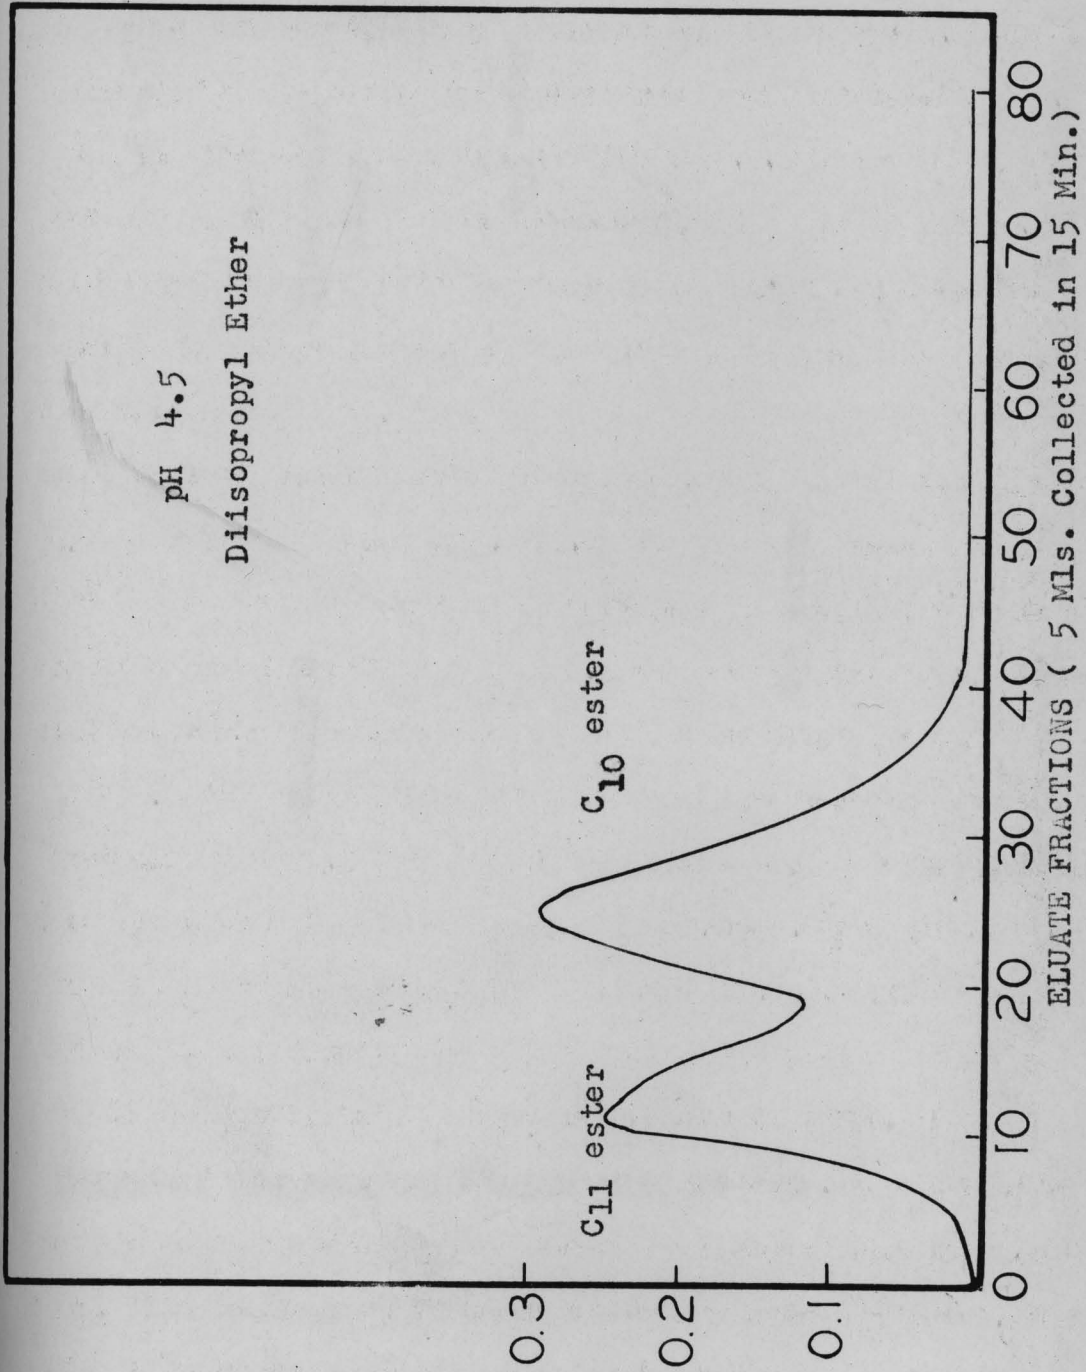 pH 4.5
Diisopropyl Ether
C11 ester
C10 ester
0.3
0.2
0.1
0 10 20 30 40 50 60 70 80
ELUATE FRACTIONS ( 5 Mls. Collected in 15 Min.)